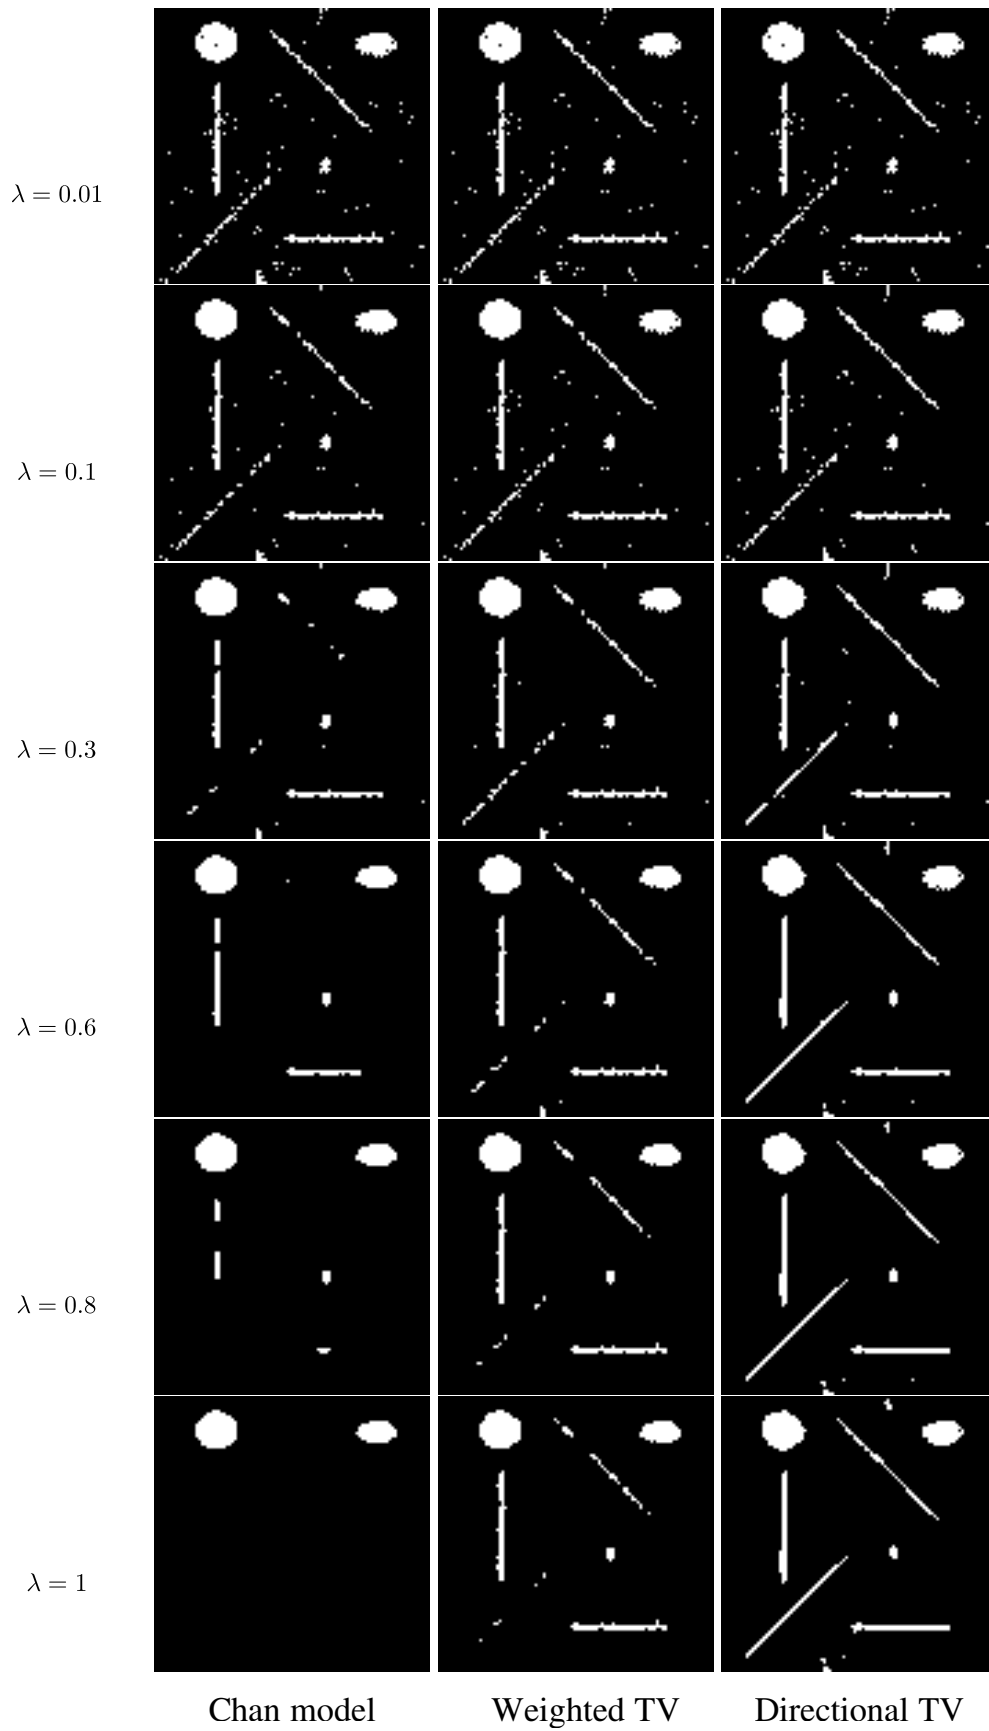 λ = 0.01
λ = 0.1
λ = 0.3
λ = 0.6
λ = 0.8
λ = 1
Chan model Weighted TV Directional TV